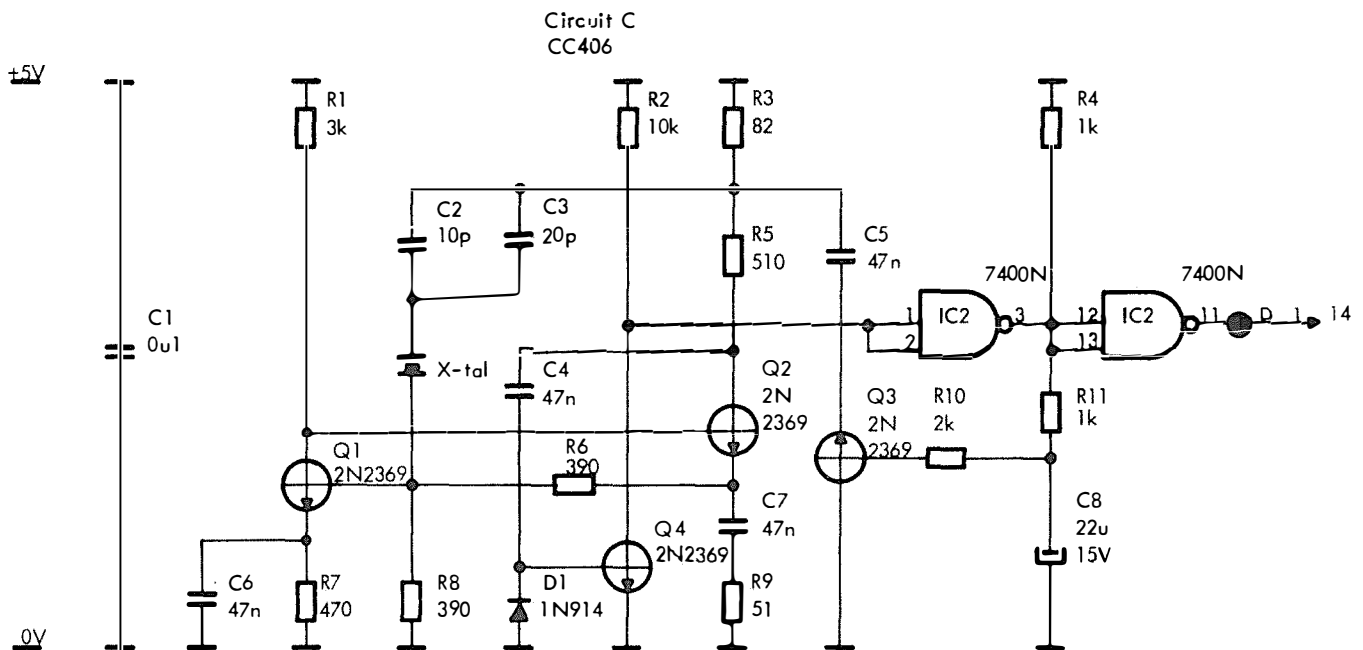 Circuit C
CC406
+5V
R1
3k
R2
10k
R3
82
R4
1k
C2
10p
C3
20p
R5
510
C5
47n
7400N
7400N
C1
0u1
1
2
IC2
3
12
13
IC2
11
D
1
14
X-tal
C4
47n
Q2
2N
2369
Q3
2N
2369
R10
2k
R11
1k
Q1
2N2369
R6
390
C7
47n
C8
22u
15V
Q4
2N2369
C6
47n
R7
470
R8
390
D1
1N914
R9
51
0V